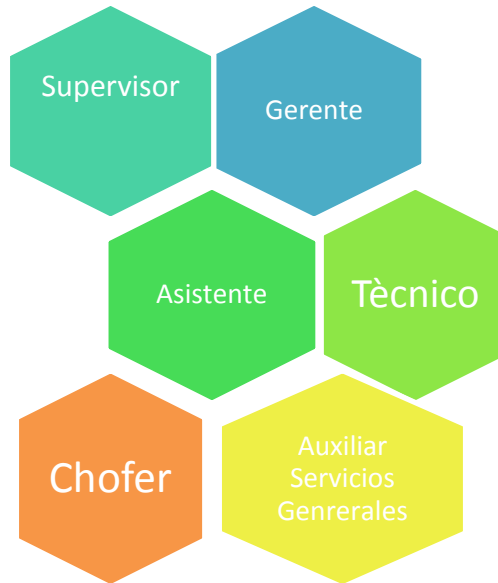 Supervisor
Gerente
Asistente
Tècnico
Chofer
Auxiliar
Servicios
Genrerales